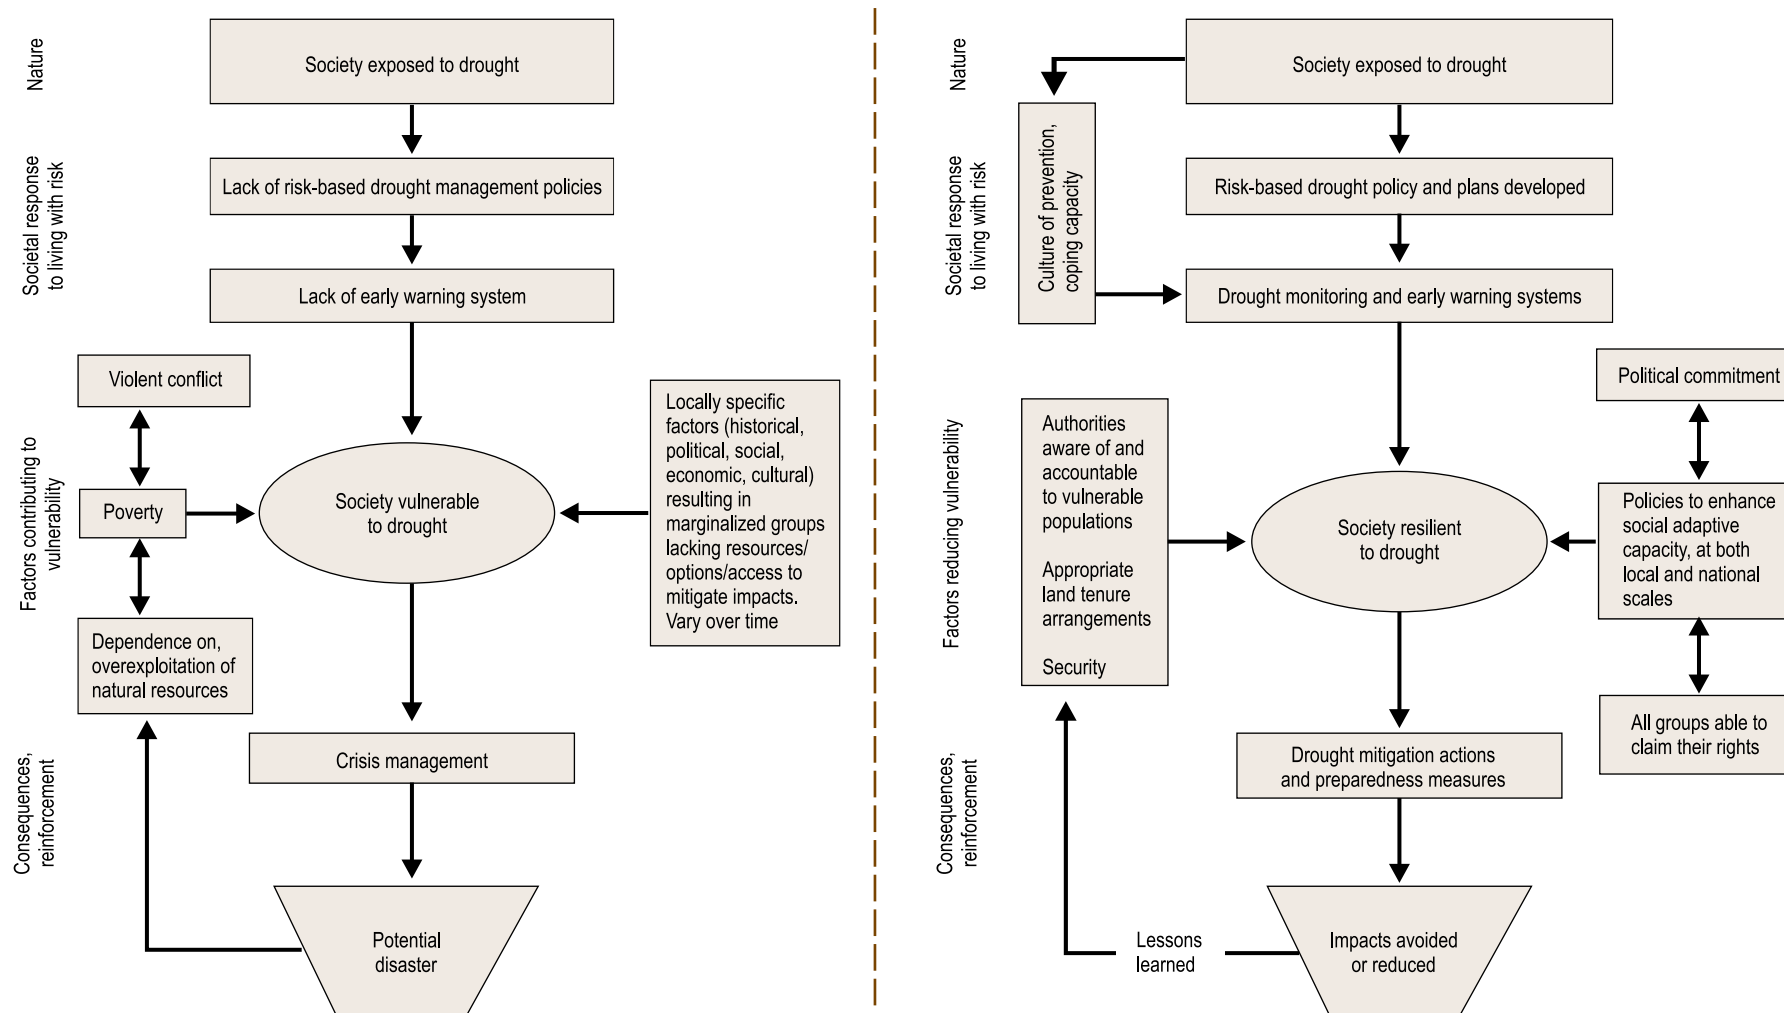 Nature
Society exposed to drought
Societal response
to living with risk
Lack of risk-based drought management policies
Lack of early warning system
Factors contributing to
vulnerability
Violent conflict
Poverty
Dependence on,
overexploitation of
natural resources
Society vulnerable
to drought
Locally specific
factors (historical,
political, social,
economic, cultural)
resulting in
marginalized groups
lacking resources/
options/access to
mitigate impacts.
Vary over time
Consequences,
reinforcement
Crisis management
Potential
disaster
Nature
Society exposed to drought
Societal response
to living with risk
Culture of prevention,
coping capacity
Risk-based drought policy and plans developed
Drought monitoring and early warning systems
Factors reducing vulnerability
Authorities
aware of and
accountable
to vulnerable
populations
Appropriate
land tenure
arrangements
Security
Society resilient
to drought
Political commitment
Policies to enhance
social adaptive
capacity, at both
local and national
scales
All groups able to
claim their rights
Consequences,
reinforcement
Drought mitigation actions
and preparedness measures
Lessons
learned
Impacts avoided
or reduced